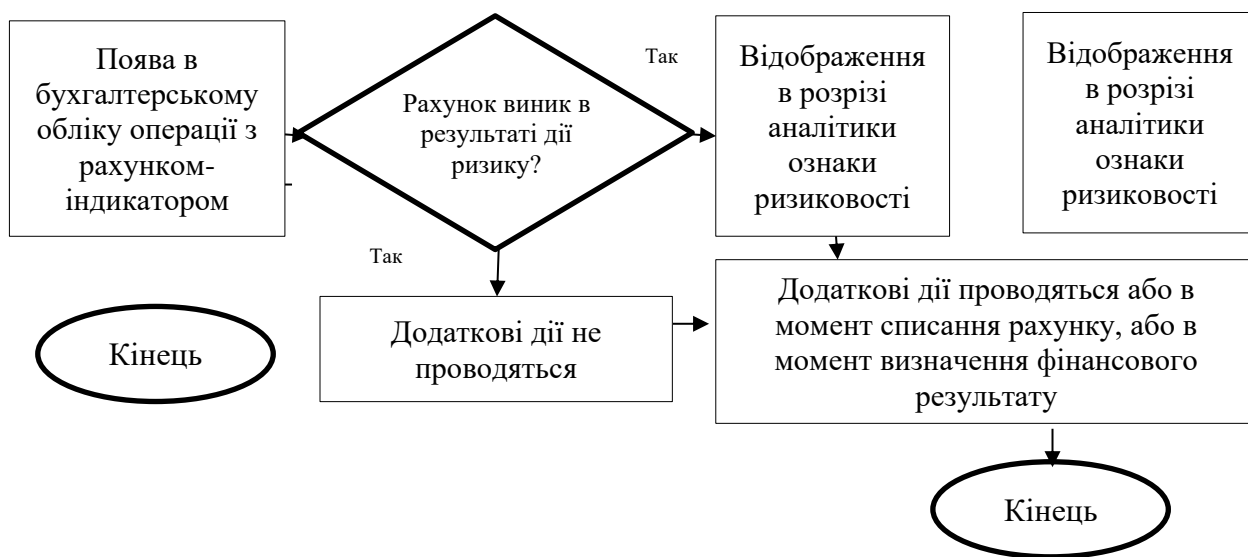 Поява в
бухгалтерському
обліку операції з
рахунком-
індикатором
Рахунок виник в
результаті дії
ризику?
Так
Відображення
в розрізі
аналітики
ознаки
ризиковості
Відображення
в розрізі
аналітики
ознаки
ризиковості
Так
Додаткові дії не
проводяться
Додаткові дії проводяться або в
момент списання рахунку, або в
момент визначення фінансового
результату
Кінець
Кінець